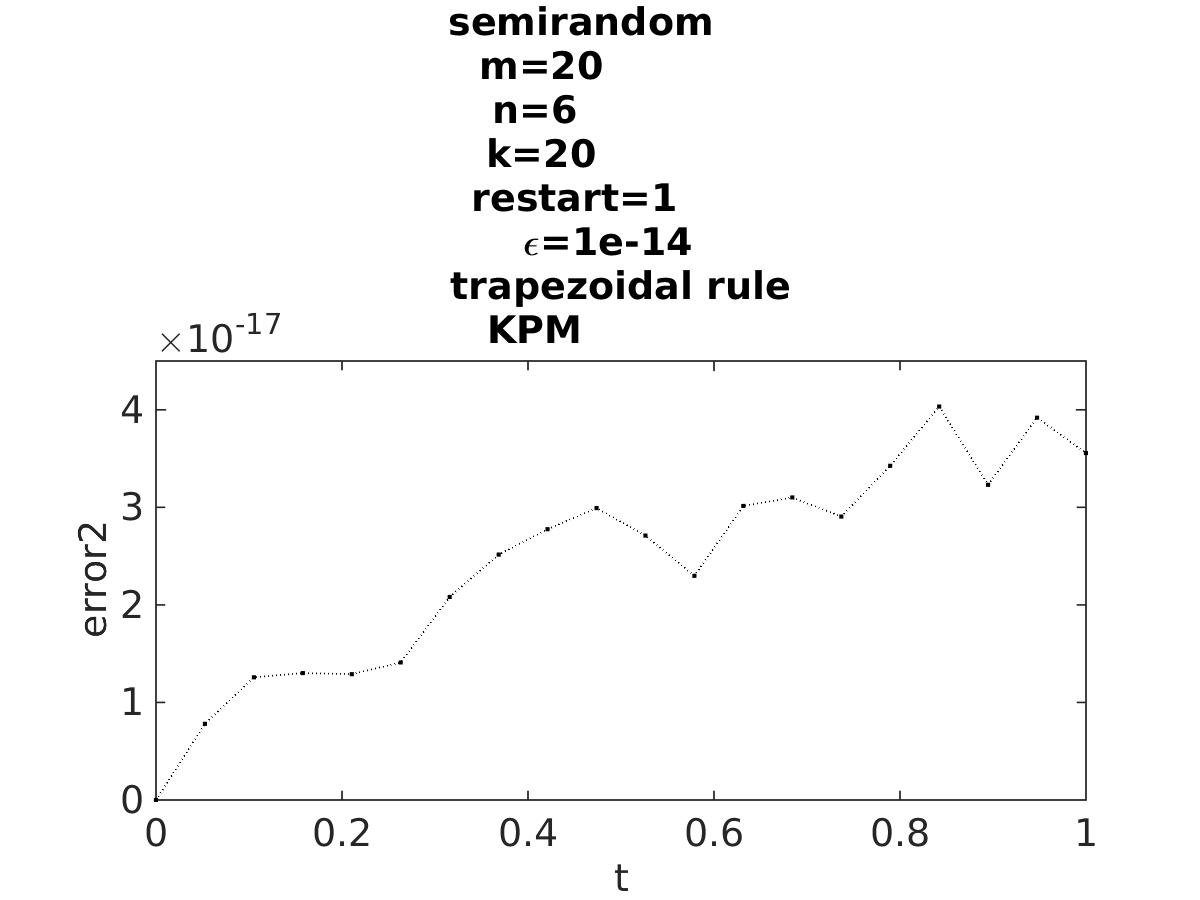 semirandom
m=20
n=6
k=20
restart=1
ϵ=1e-14
trapezoidal rule
KPM
×10-17
4
3
2
1
0
error2
0 0.2 0.4 0.6 0.8 1
t